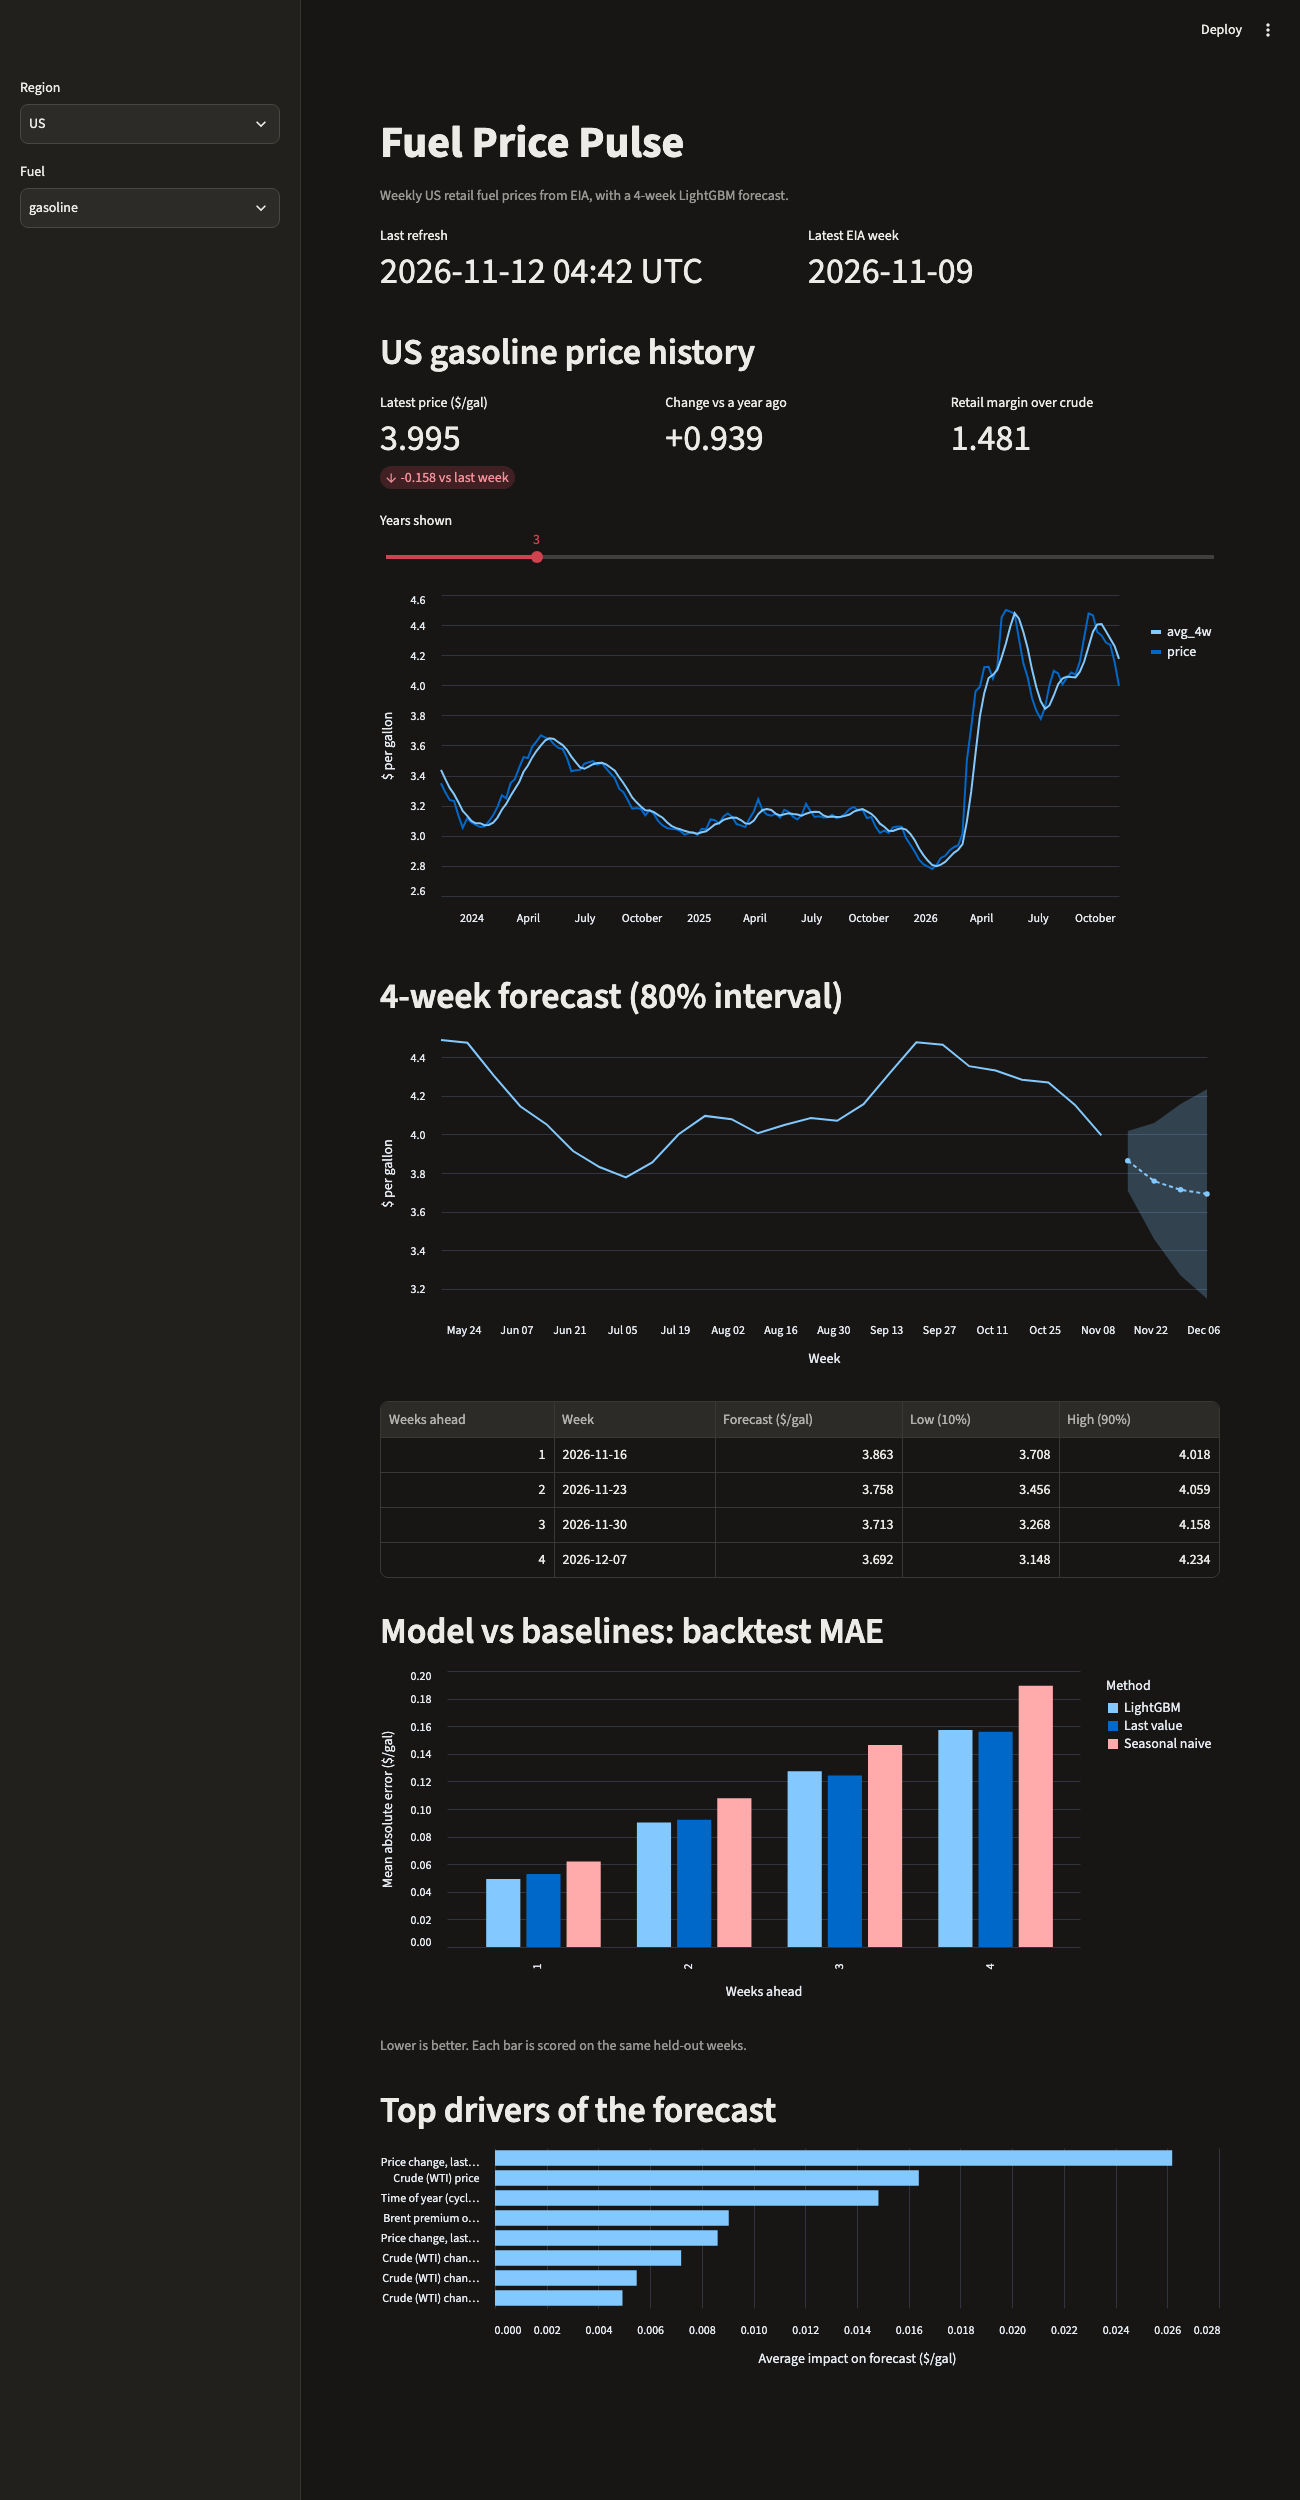 Deploy
Region
US
Fuel
gasoline
Fuel Price Pulse
Weekly US retail fuel prices from EIA, with a 4-week LightGBM forecast.
Last refresh
Latest EIA week
2026-11-12 04:42 UTC
2026-11-09
US gasoline price history
Latest price ($/gal)
Change vs a year ago
Retail margin over crude
3.995
+0.939
1.481
-0.158 vs last week
Years shown
3
4.6
4.4
4.2
4.0
3.8
3.6
3.4
3.2
3.0
2.8
2.6
$ per gallon
avg_4w
price
2024 April July October 2025 April July October 2026 April July October
4-week forecast (80% interval)
4.4
4.2
4.0
3.8
3.6
3.4
3.2
$ per gallon
May 24 Jun 07 Jun 21 Jul 05 Jul 19 Aug 02 Aug 16 Aug 30 Sep 13 Sep 27 Oct 11 Oct 25 Nov 08 Nov 22 Dec 06
Week
Weeks ahead Week Forecast ($/gal) Low (10%) High (90%)
1 2026-11-16 3.863 3.708 4.018
2 2026-11-23 3.758 3.456 4.059
3 2026-11-30 3.713 3.268 4.158
4 2026-12-07 3.692 3.148 4.234
Model vs baselines: backtest MAE
0.20
0.18
0.16
0.14
0.12
0.10
0.08
0.06
0.04
0.02
0.00
Mean absolute error ($/gal)
Method
LightGBM
Last value
Seasonal naive
1 2 3 4
Weeks ahead
Lower is better. Each bar is scored on the same held-out weeks.
Top drivers of the forecast
Price change, last…
Crude (WTI) price
Time of year (cycl…
Brent premium o…
Price change, last…
Crude (WTI) chan…
Crude (WTI) chan…
Crude (WTI) chan…
0.000 0.002 0.004 0.006 0.008 0.010 0.012 0.014 0.016 0.018 0.020 0.022 0.024 0.026 0.028
Average impact on forecast ($/gal)